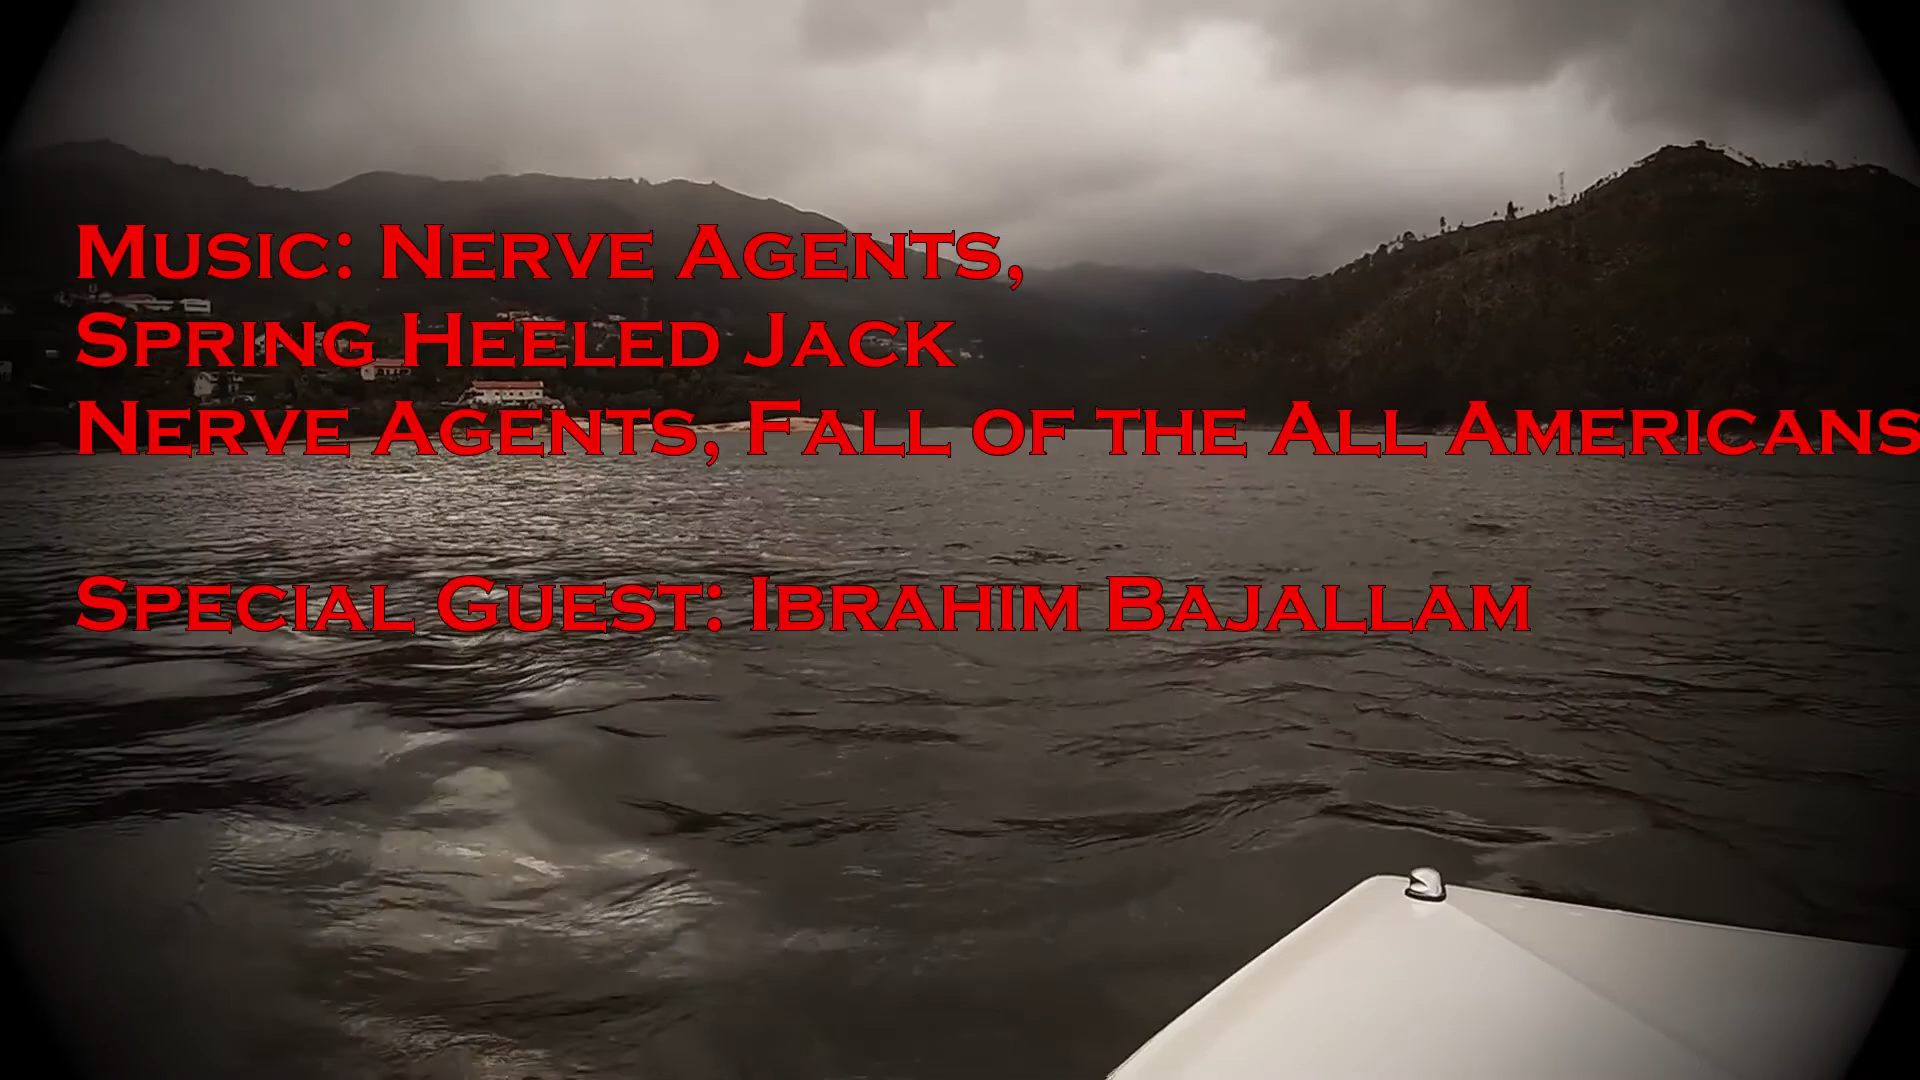 Music: Nerve Agents,
Spring Heeled Jack
Nerve Agents, Fall of the All Americans
Special Guest: Ibrahim Bajallam